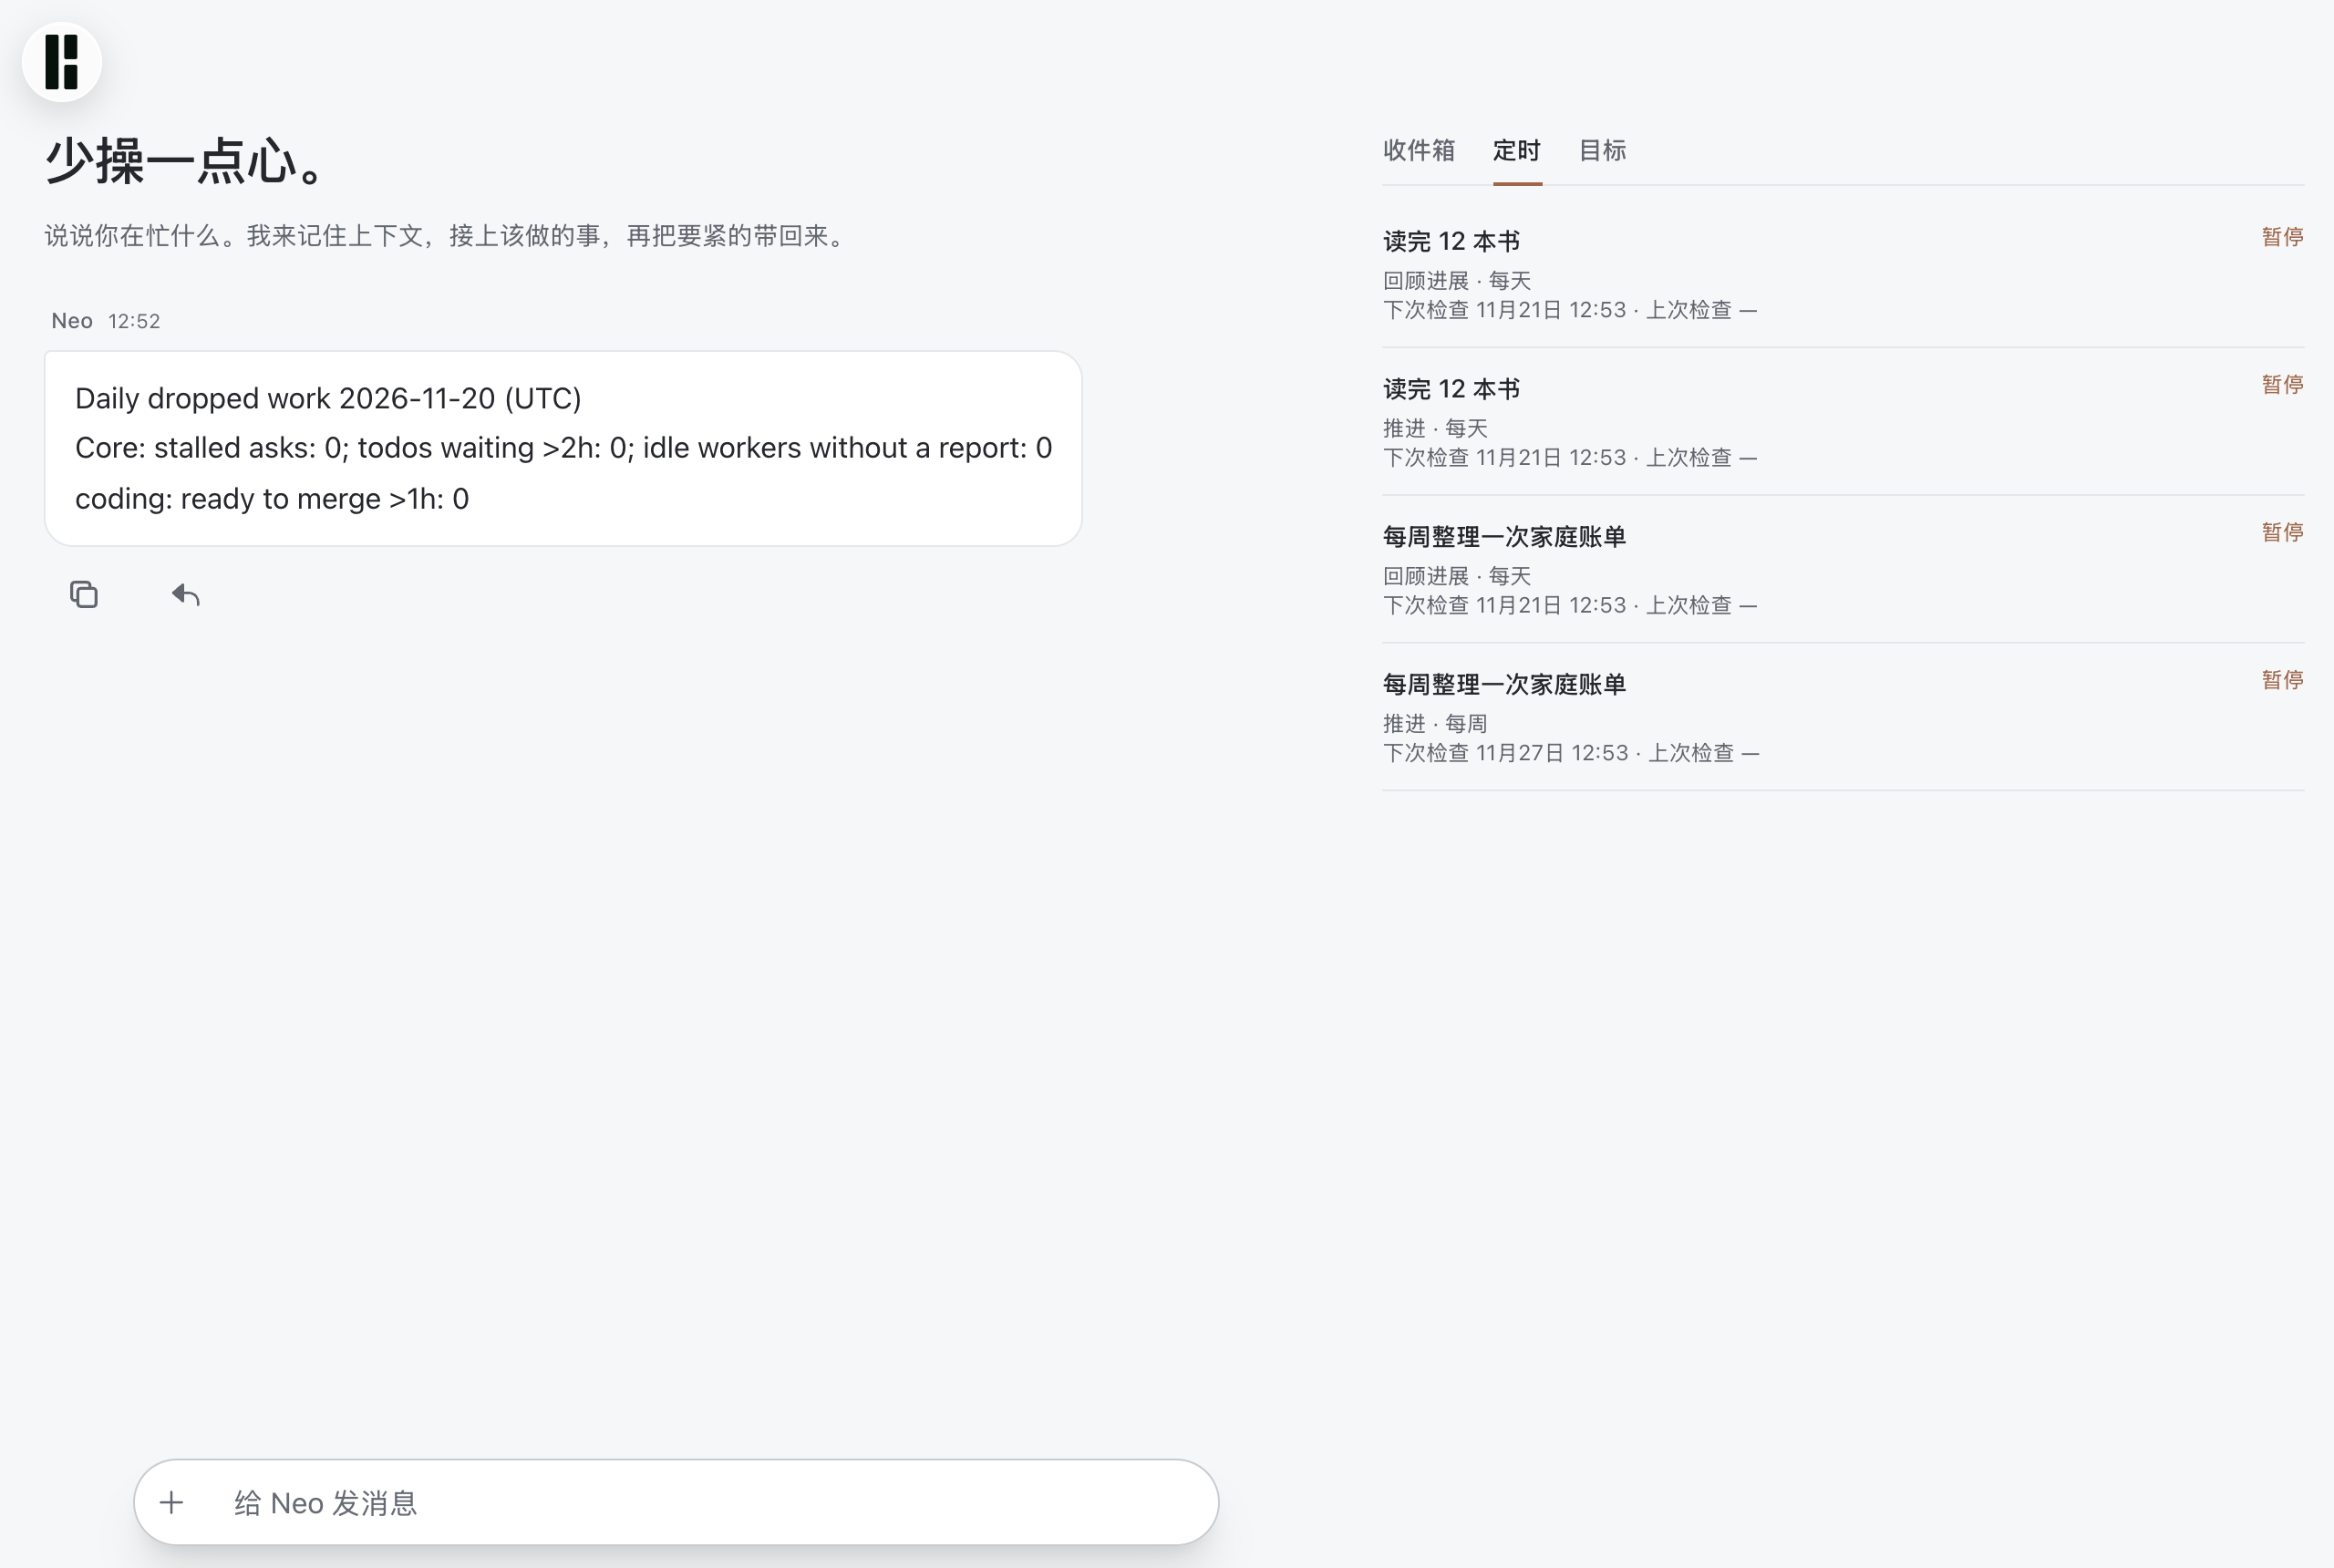 少操一点心。
说说你在忙什么。我来记住上下文，接上该做的事，再把要紧的带回来。
Neo 12:52
Daily dropped work 2026-11-20 (UTC)
Core: stalled asks: 0; todos waiting >2h: 0; idle workers without a report: 0
coding: ready to merge >1h: 0
给 Neo 发消息
收件箱 定时 目标
读完 12 本书 暂停
回顾进展 · 每天
下次检查 11月21日 12:53 · 上次检查 —
读完 12 本书 暂停
推进 · 每天
下次检查 11月21日 12:53 · 上次检查 —
每周整理一次家庭账单 暂停
回顾进展 · 每天
下次检查 11月21日 12:53 · 上次检查 —
每周整理一次家庭账单 暂停
推进 · 每周
下次检查 11月27日 12:53 · 上次检查 —